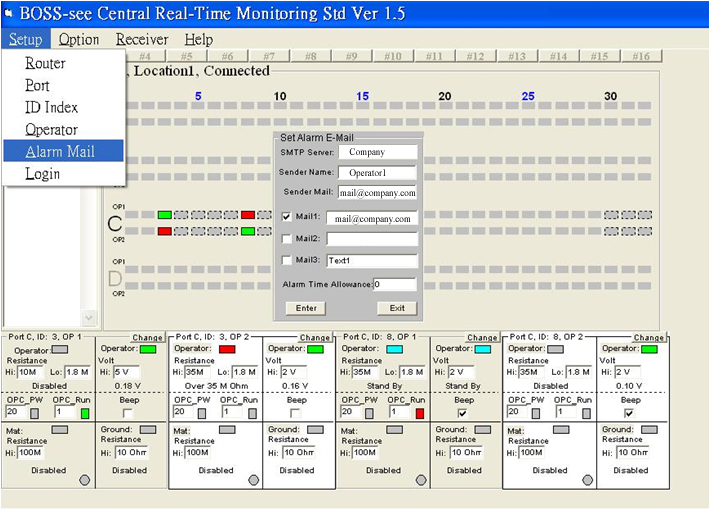 BOSS-see Central Real-Time Monitoring Std Ver 1.5
Setup Option Receiver Help
#4 #5 #6 #7 #8 #9 #10 #11 #12 #13 #14 #15 #16
Router
Port
ID Index
Operator
Alarm Mail
Login
, Location1, Connected
5 10 15 20 25 30
Set Alarm E-Mail
SMTP Server: Company
Sender Name: Operator1
Sender Mail: mail@company.com
Mail1: mail@company.com
Mail2:
Mail3: Text1
Alarm Time Allowance: 0
Enter Exit
OP1
C
OP2
OP1
D
OP2
Port C, ID: 3, OP 1 Change Port C, ID: 3, OP 2 Change Port C, ID: 8, OP 1 Change Port C, ID: 8, OP 2 Change
Operator: Operator: Operator: Operator: Operator: Operator: Operator: Operator:
Resistance Volt Resistance Volt Resistance Volt Resistance Volt
Hi: 10M Lo: 1.8 M Hi: 5 V Hi: 35M Lo: 1.8 M Hi: 2 V Hi: 35M Lo: 1.8 M Hi: 2 V Hi: 35M Lo: 1.8 M Hi: 2 V
Disabled 0.18 V Over 35 M Ohm 0.16 V Stand By Stand By Disabled 0.10 V
OPC_PW OPC_Run Beep OPC_PW OPC_Run Beep OPC_PW OPC_Run Beep OPC_PW OPC_Run Beep
20 1 20 1 20 1 20 1
Mat: Ground: Mat: Ground: Mat: Ground: Mat: Ground:
Resistance Resistance Resistance Resistance Resistance Resistance Resistance Resistance
Hi: 100M Hi: 10 Ohm Hi: 100M Hi: 10 Ohm Hi: 100M Hi: 10 Ohm Hi: 100M Hi: 10 Ohm
Disabled Disabled Disabled Disabled Disabled Disabled Disabled Disabled